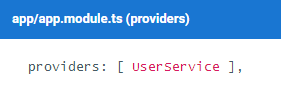 app/app.module.ts (providers)
providers: [ UserService ],